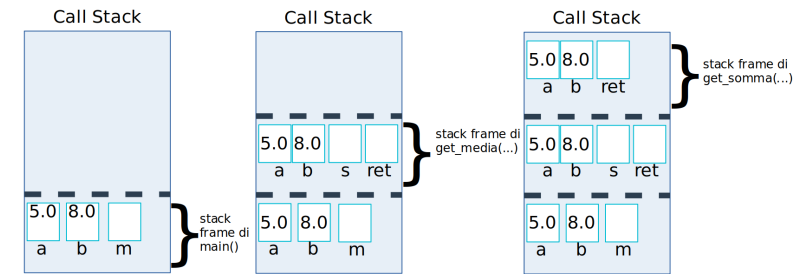 Call Stack
5.0 8.0
a b m
stack
frame di
main()
Call Stack
5.0 8.0
a b s ret
stack frame di
get_media(...)
5.0 8.0
a b m
Call Stack
5.0 8.0
a b ret
stack frame di
get_somma(...)
5.0 8.0
a b s ret
5.0 8.0
a b m